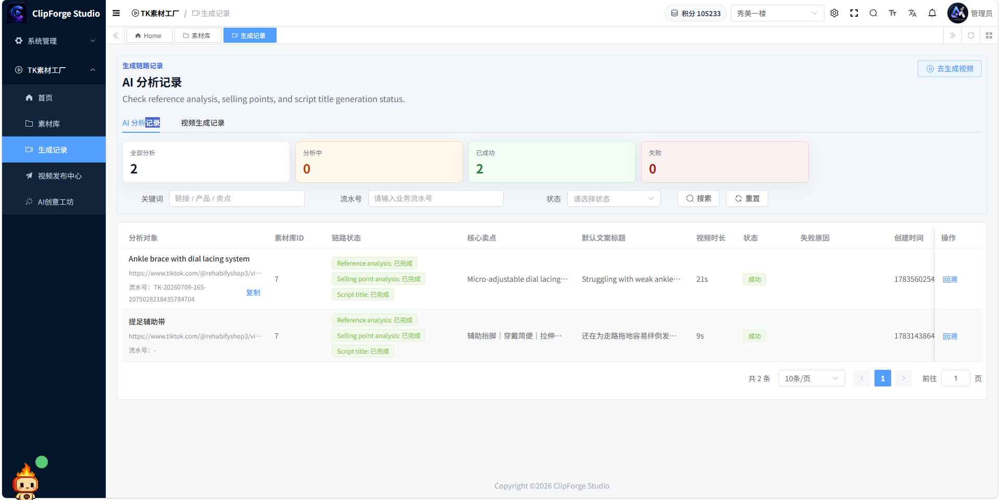 ClipForge Studio
TK素材工厂 / 生成记录
积分 105233
秀美一楼
管理员
系统管理
TK素材工厂
首页
素材库
生成记录
视频发布中心
AI创意工坊
Home
素材库
生成记录
生成链路记录
去生成视频
AI 分析记录
Check reference analysis, selling points, and script title generation status.
AI 分析记录
视频生成记录
全部分析
2
分析中
0
已成功
2
失败
0
关键词
链接 / 产品 / 卖点
流水号
请输入业务流水号
状态
请选择状态
搜索
重置
分析对象 素材库ID 链路状态 核心卖点 默认文案标题 视频时长 状态 失败原因 创建时间 操作
Ankle brace with dial lacing system
https://www.tiktok.com/@rehabifyshop3/vi···
流水号：TK-20260709-165-
2075028218435784704
复制
7
Reference analysis: 已完成
Selling point analysis: 已完成
Script title: 已完成
Micro-adjustable dial lacing···
Struggling with weak ankle···
21s
成功
1783560254
回溯
提足辅助带
https://www.tiktok.com/@rehabifyshop3/vi···
流水号：-
7
Reference analysis: 已完成
Selling point analysis: 已完成
Script title: 已完成
辅助抬脚｜穿戴简便｜拉伸···
还在为走路拖地容易绊倒发···
9s
成功
1783143864
回溯
共 2 条
10条/页
1
前往 1 页
Copyright ©2026 ClipForge Studio